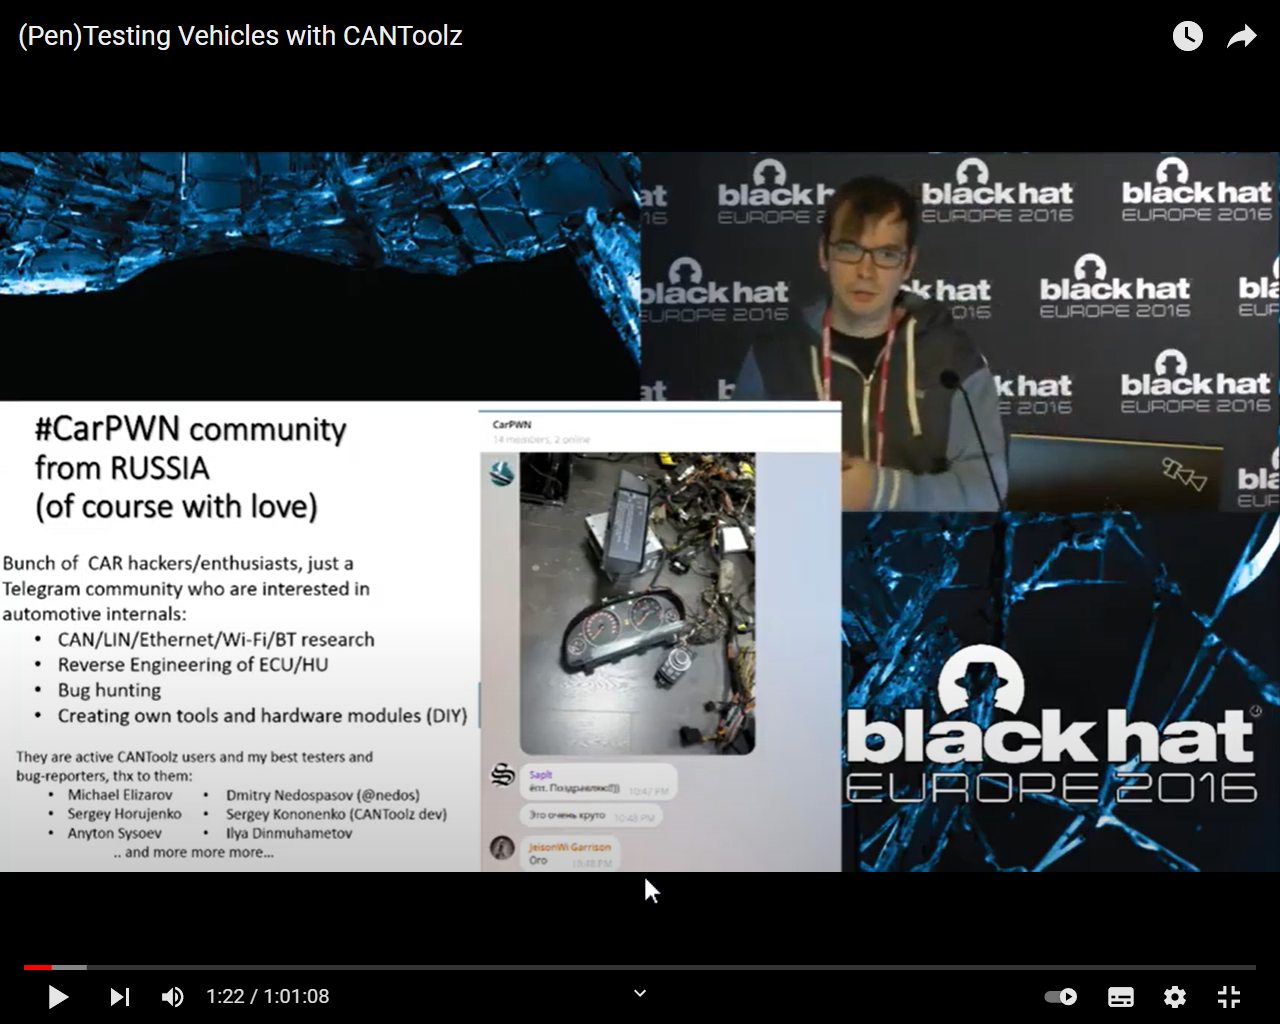 (Pen)Testing Vehicles with CANToolz
black hat
EUROPE 2016
black hat
EUROPE 2016
black hat
EUROPE 2016
black hat
EUROPE 2016
black hat
EUROPE 2016
#CarPWN community
from RUSSIA
(of course with love)
Bunch of CAR hackers/enthusiasts, just a
Telegram community who are interested in
automotive internals:
• CAN/LIN/Ethernet/Wi-Fi/BT research
• Reverse Engineering of ECU/HU
• Bug hunting
• Creating own tools and hardware modules (DIY)
They are active CANToolz users and my best testers and
bug-reporters, thx to them:
• Michael Elizarov
• Sergey Horujenko
• Anyton Sysoev
• Dmitry Nedospasov (@nedos)
• Sergey Kononenko (CANToolz dev)
• Ilya Dinmuhametov
.. and more more more...
CarPWN
14 members, 2 online
Saplt
ёпт. Поздравляю!!))) 10:47 PM
Это очень круто 10:48 PM
JeisonWi Garrison
Ого 10:48 PM
black hat
EUROPE 2016
1:22 / 1:01:08